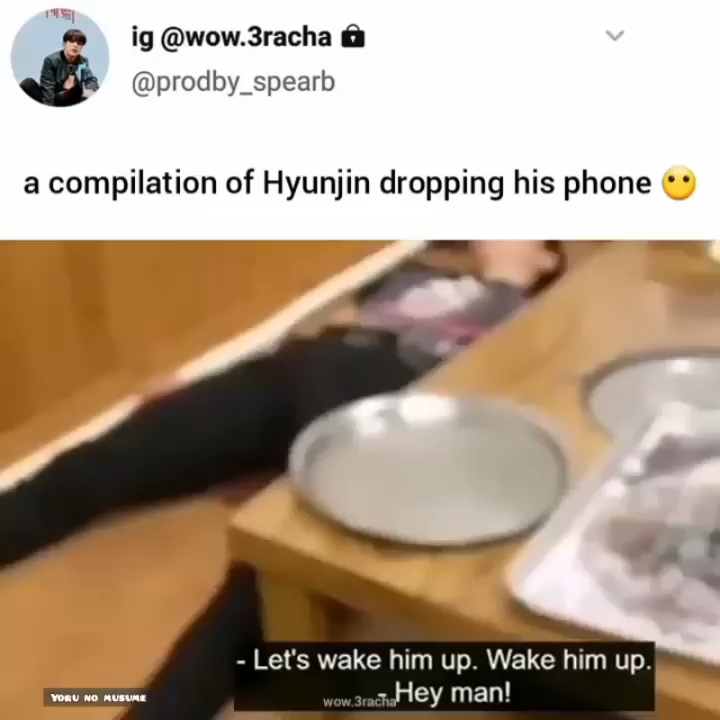 ig @wow.3racha
@prodby_spearb
a compilation of Hyunjin dropping his phone
- Let's wake him up. Wake him up.
- Hey man!
wow.3racha
YORU NO MUSUME